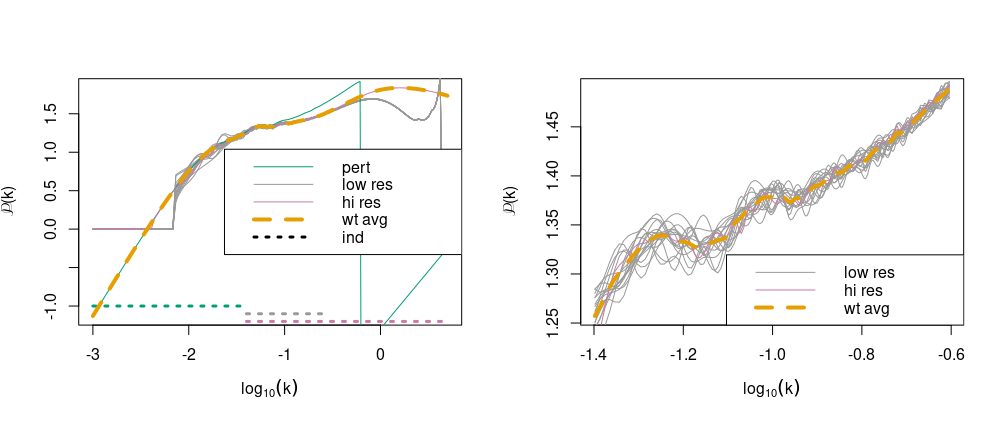 𝒫(k)
1.5
1.0
0.5
0.0
-1.0
pert
low res
hi res
wt avg
ind
-3
-2
-1
0
log₁₀(k)
𝒫(k)
1.45
1.40
1.35
1.30
1.25
low res
hi res
wt avg
-1.4
-1.2
-1.0
-0.8
-0.6
log₁₀(k)